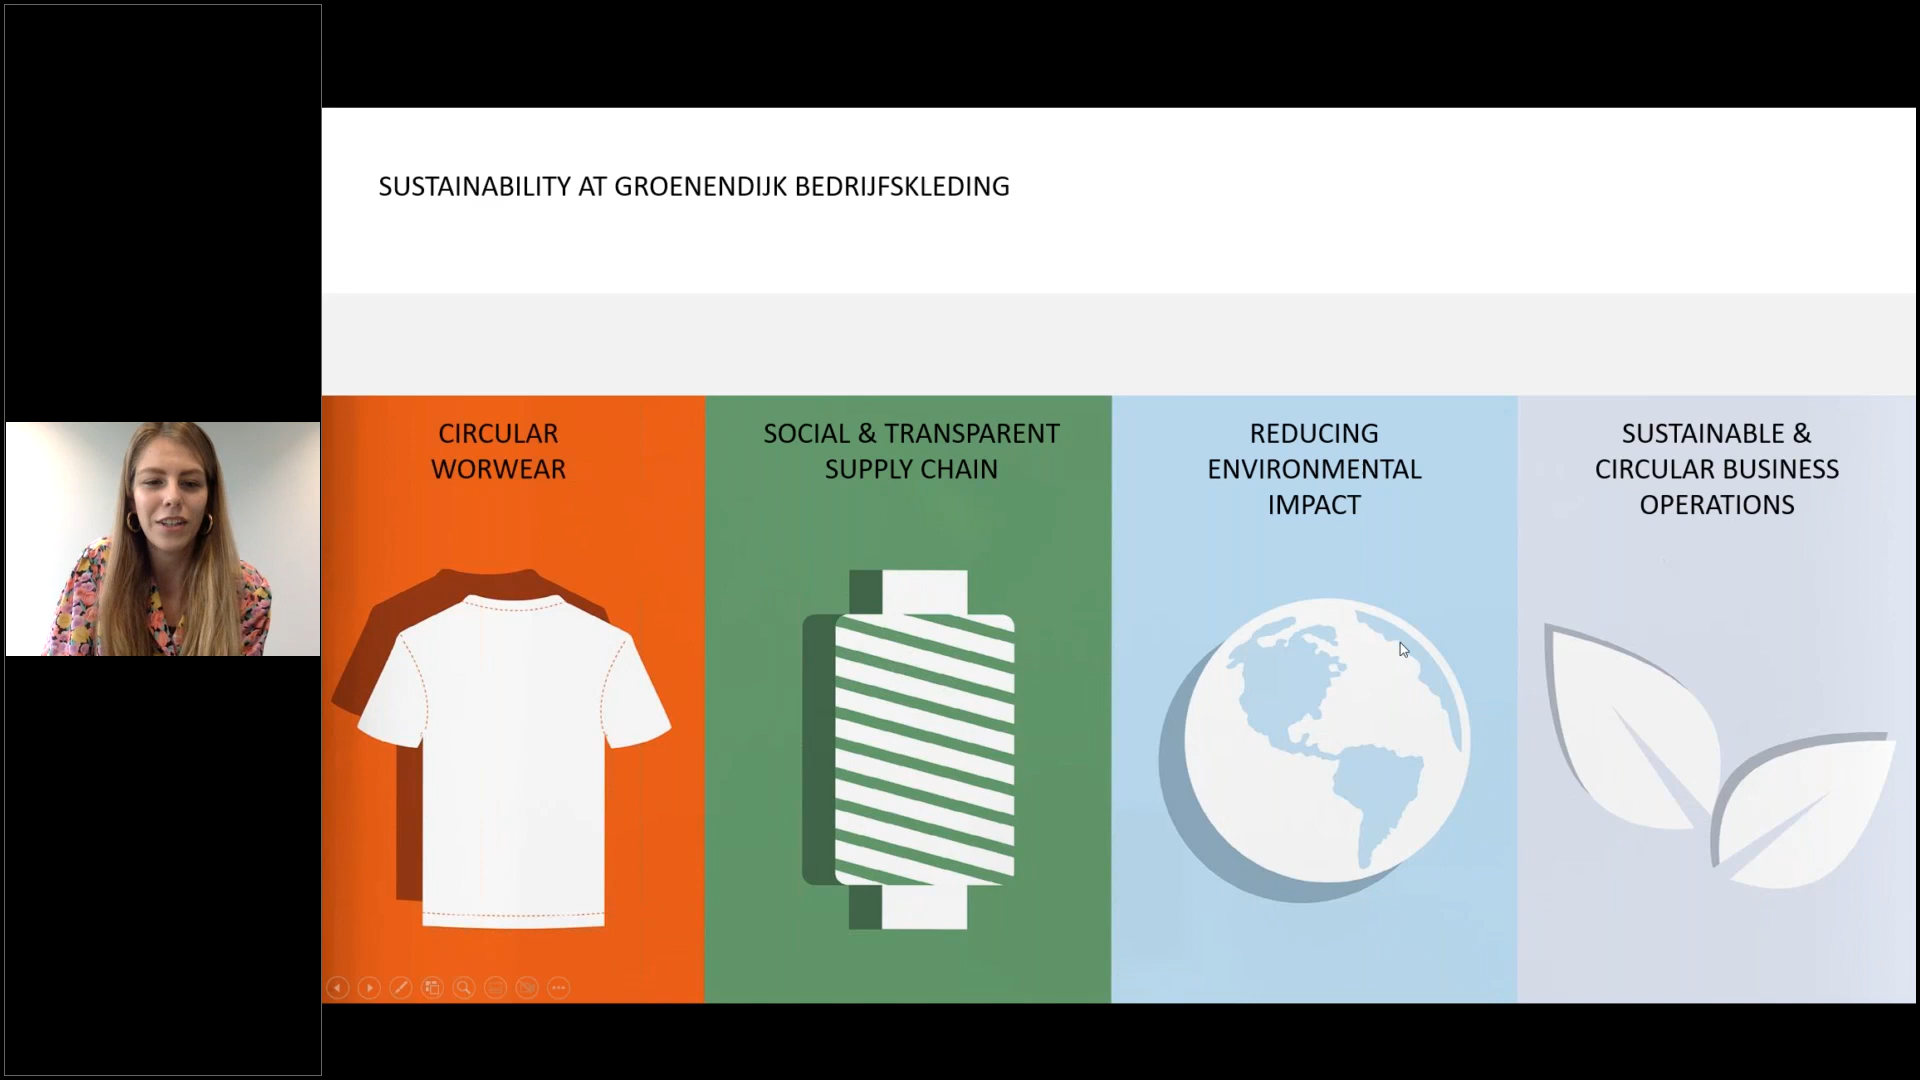 SUSTAINABILITY AT GROENENDIJK BEDRIJFSKLEDING
CIRCULAR
WORWEAR
SOCIAL & TRANSPARENT
SUPPLY CHAIN
REDUCING
ENVIRONMENTAL
IMPACT
SUSTAINABLE &
CIRCULAR BUSINESS
OPERATIONS